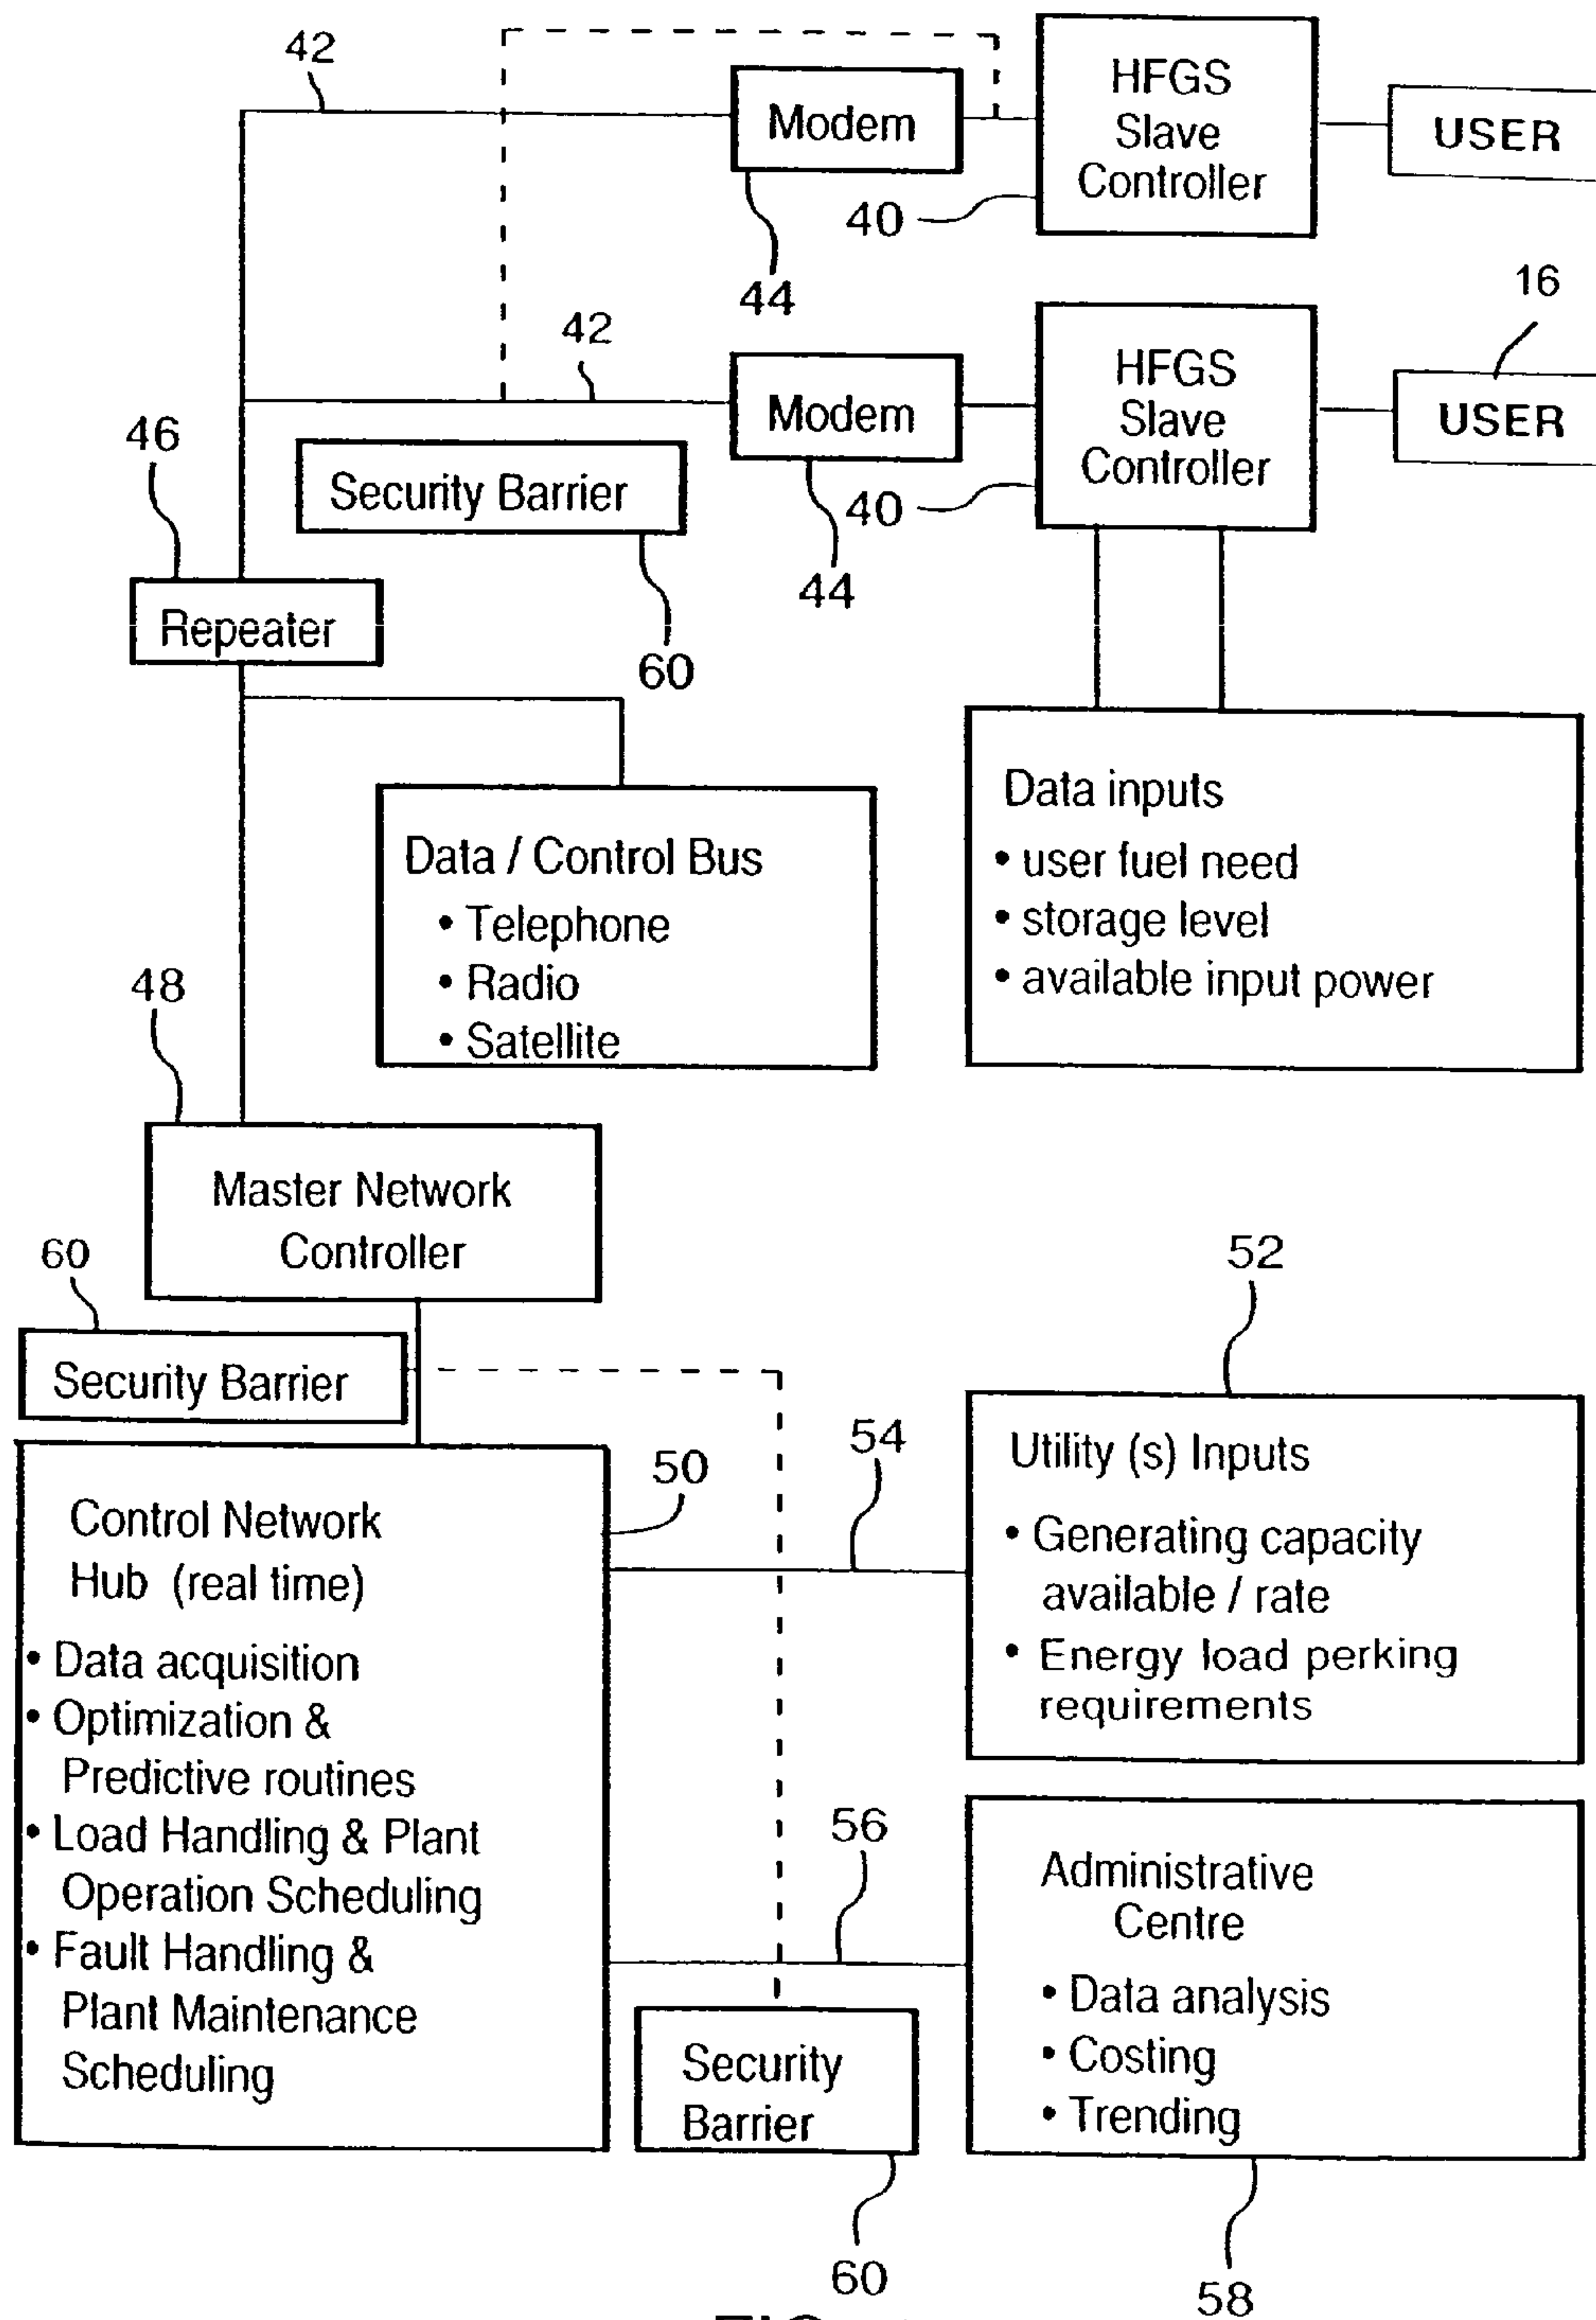 42
Modem
HFGS
Slave
Controller
USER
40
44
16
42
Modem
HFGS
Slave
Controller
USER
46
Security Barrier
40
44
Repeater
60
Data inputs
• user fuel need
• storage level
• available input power
Data / Control Bus
• Telephone
• Radio
• Satellite
48
Master Network
Controller
60
Security Barrier
52
Utility (s) Inputs
• Generating capacity
available / rate
• Energy load perking
requirements
54
50
Control Network
Hub (real time)
• Data acquisition
• Optimization &
Predictive routines
• Load Handling & Plant
Operation Scheduling
• Fault Handling &
Plant Maintenance
Scheduling
56
Administrative
Centre
• Data analysis
• Costing
• Trending
Security
Barrier
60
58